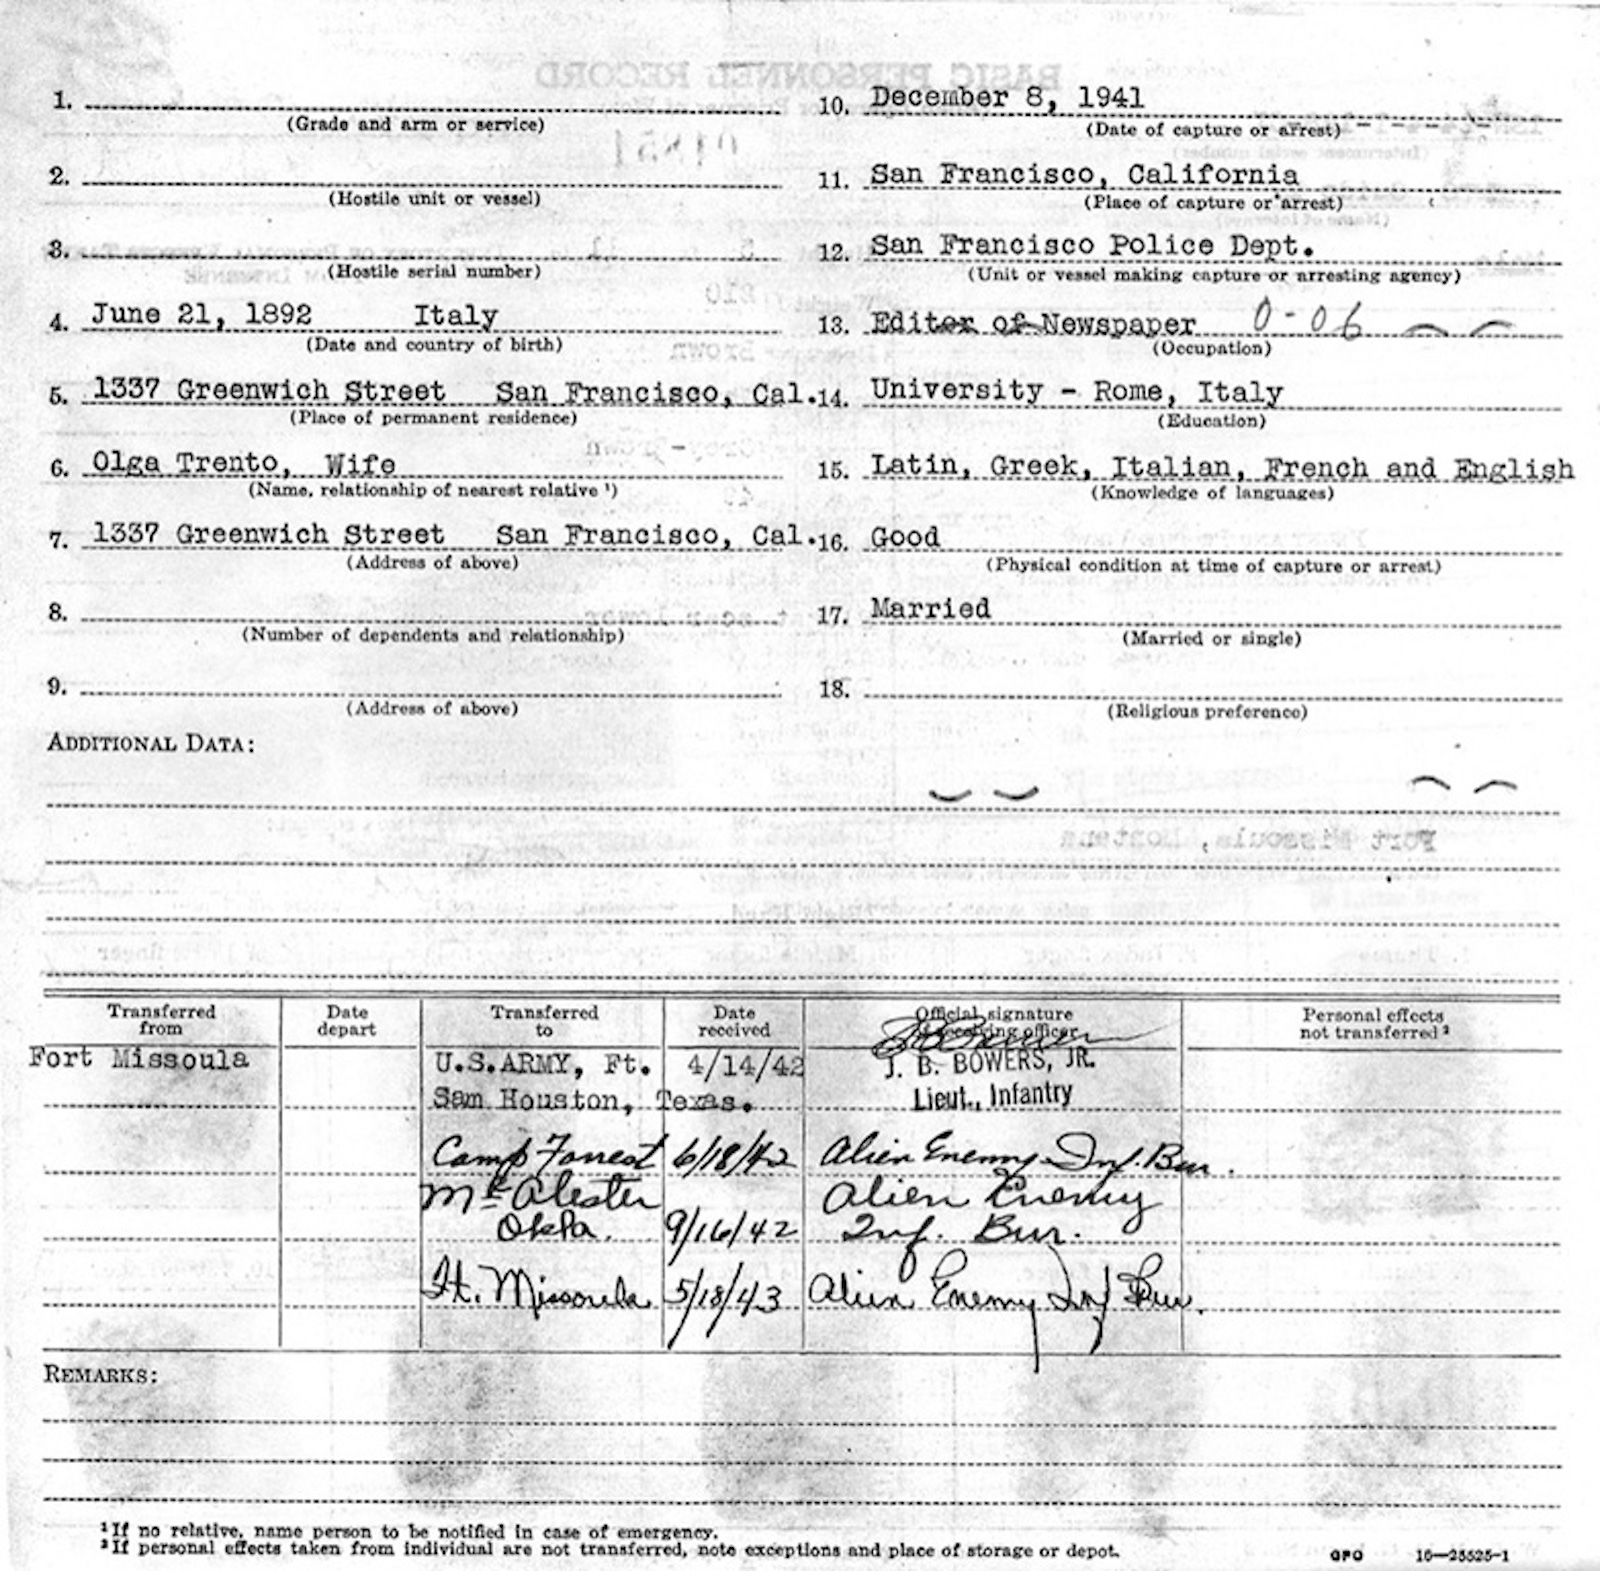 BASIC PERSONNEL RECORD
1.
(Grade and arm or service)
2.
(Hostile unit or vessel)
3.
(Hostile serial number)
4. June 21, 1892 Italy
(Date and country of birth)
5. 1337 Greenwich Street San Francisco, Cal.
(Place of permanent residence)
6. Olga Trento, Wife
(Name, relationship of nearest relative ¹)
7. 1337 Greenwich Street San Francisco, Cal.
(Address of above)
8.
(Number of dependents and relationship)
9.
(Address of above)
10. December 8, 1941
(Date of capture or arrest)
11. San Francisco, California
(Place of capture or arrest)
12. San Francisco Police Dept.
(Unit or vessel making capture or arresting agency)
13. Editor of Newspaper 0-06
(Occupation)
14. University - Rome, Italy
(Education)
15. Latin, Greek, Italian, French and English
(Knowledge of languages)
16. Good
(Physical condition at time of capture or arrest)
17. Married
(Married or single)
18.
(Religious preference)
ADDITIONAL DATA:
Fort Missoula, Montana
Transferred from Date depart Transferred to Date received Official signature of receiving officer Personal effects not transferred ²
Fort Missoula U.S.ARMY, Ft. 4/14/42 J. B. BOWERS, JR.
Sam Houston, Texas. Lieut., Infantry
Camp Forrest 6/18/42 Alien Enemy Inf. Bur.
McAlester Alien Enemy
Okla. 9/16/42 Inf. Bur.
Ft. Missoula 5/18/43 Alien Enemy Inf Bur.
REMARKS:
¹ If no relative, name person to be notified in case of emergency.
² If personal effects taken from individual are not transferred, note exceptions and place of storage or depot.
GPO 16—25525-1